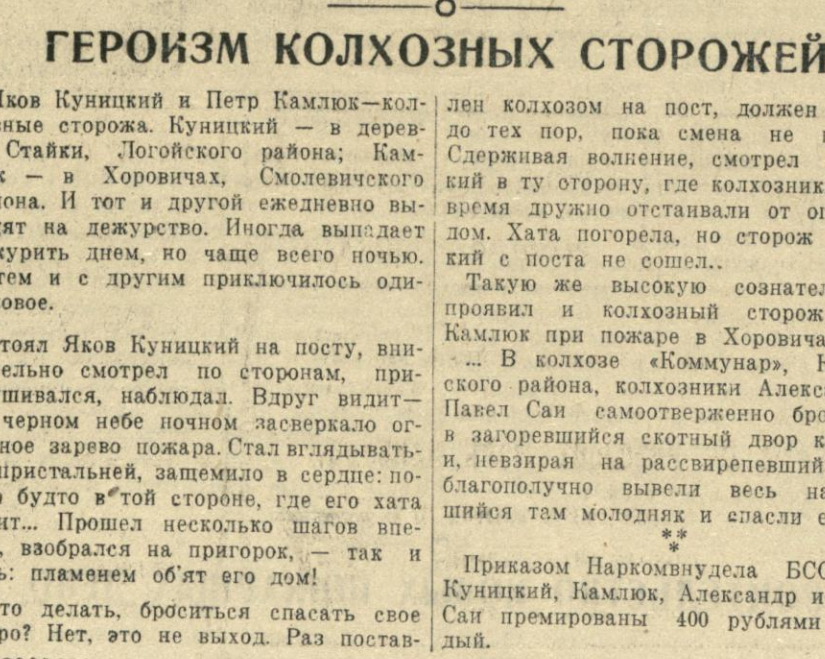 ГЕРОИЗМ КОЛХОЗНЫХ СТОРОЖЕЙ
Яков Куницкий и Петр Камлюк—кол-
ные сторожа. Куницкий — в дерев-
Стайки, Логойского района; Кам-
— в Хоровичах, Смолевичского
она. И тот и другой ежедневно вы-
ят на дежурство. Иногда выпадает
курить днем, но чаще всего ночью.
тем и с другим приключилось оди-
овое.
тоял Яков Куницкий на посту, вни-
ельно смотрел по сторонам, при-
шивался, наблюдал. Вдруг видит—
черном небе ночном засверкало ог-
ное зарево пожара. Стал вглядывать-
пристальней, защемило в сердце: по-
будто в той стороне, где его хата
ит... Прошел несколько шагов впе-
, взобрался на пригорок, — так и
ь: пламенем об'ят его дом!
то делать, броситься спасать свое
ро? Нет, это не выход. Раз постав-
лен колхозом на пост, должен
до тех пор, пока смена не
Сдерживая волнение, смотрел
кий в ту сторону, где колхозник
время дружно отстаивали от ог
дом. Хата погорела, но сторож
кий с поста не сошел..
Такую же высокую сознател
проявил и колхозный сторож
Камлюк при пожаре в Хоровича
... В колхозе «Коммунар»,
ского района, колхозники Алекс
Павел Саи самоотверженно бро
в загоревшийся скотный двор к
и, невзирая на рассвирепевший
благополучно вывели весь на
шийся там молодняк и спасли е
**
*
Приказом Наркомвнудела БСС
Куницкий, Камлюк, Александр и
Саи премированы 400 рублями
дый.